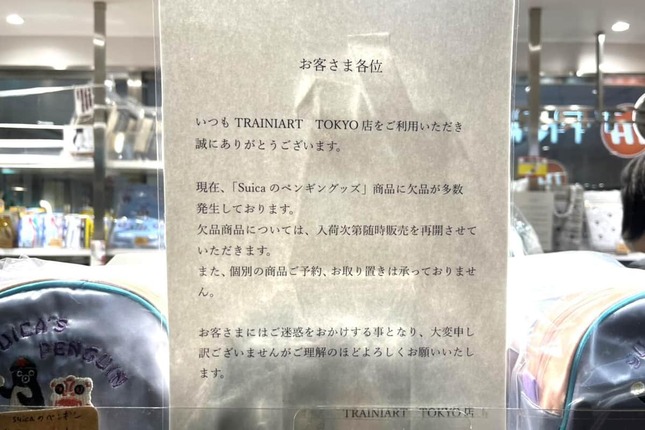 お客さま各位
いつも TRAINIART TOKYO 店をご利用いただき
誠にありがとうございます。
現在、「Suica のペンギングッズ」商品に欠品が多数
発生しております。
欠品商品については、入荷次第随時販売を再開させて
いただきます。
また、個別の商品ご予約、お取り置きは承っておりませ
ん。
お客さまにはご迷惑をおかけする事となり、大変申し
訳ございませんがご理解のほどよろしくお願いいたし
ます。
TRAINIART TOKYO 店
SUICA'S
PENGUIN
Suica のペンギン